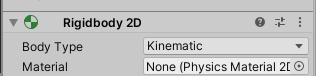 Rigidbody 2D
Body Type Kinematic
Material None (Physics Material 2D